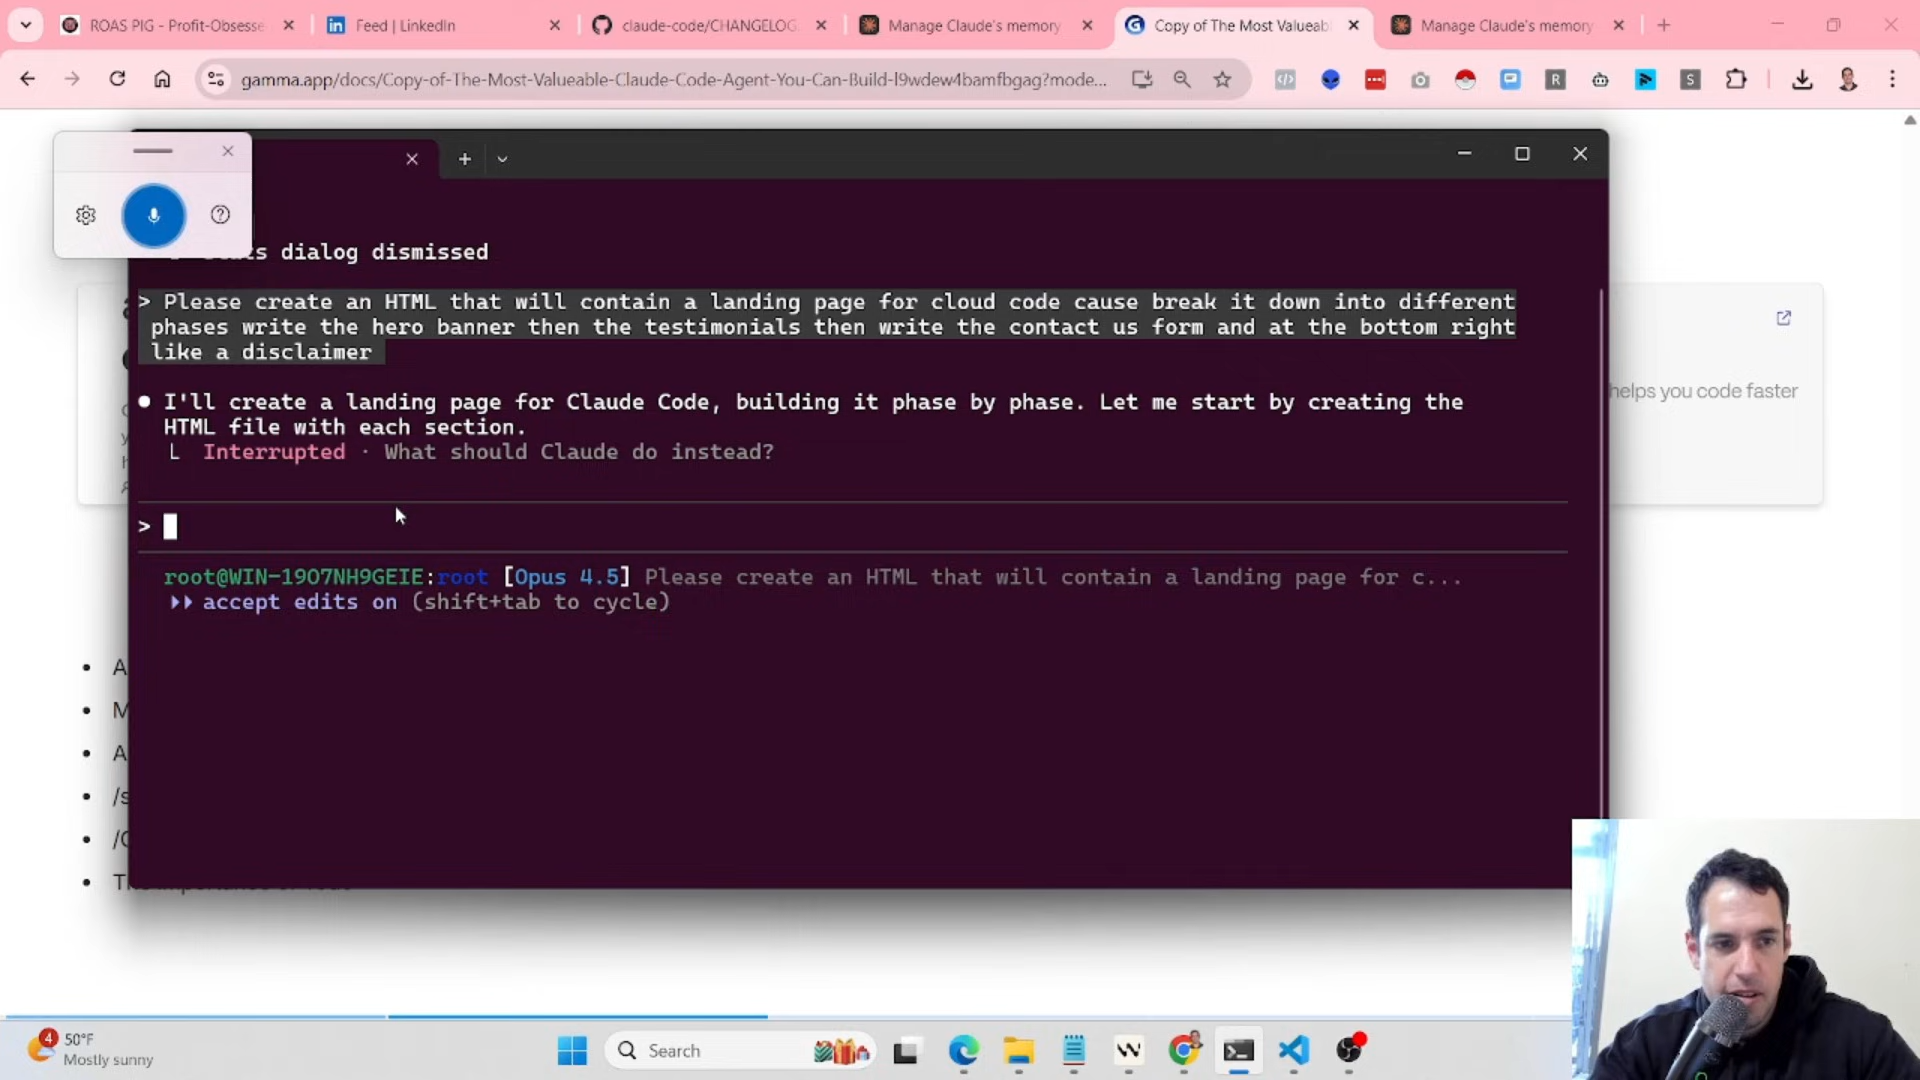 ROAS PIG - Profit-Obsesse
Feed | LinkedIn
claude-code/CHANGELOG.
Manage Claude's memory
Copy of The Most Valueabl
Manage Claude's memory
gamma.app/docs/Copy-of-The-Most-Valueable-Claude-Code-Agent-You-Can-Build-l9wdew4bamfbgag?mode...
dialog dismissed
> Please create an HTML that will contain a landing page for cloud code cause break it down into different
phases write the hero banner then the testimonials then write the contact us form and at the bottom right
like a disclaimer
● I'll create a landing page for Claude Code, building it phase by phase. Let me start by creating the
HTML file with each section.
└ Interrupted · What should Claude do instead?
helps you code faster
>
root@WIN-19O7NH9GEIE:root [Opus 4.5] Please create an HTML that will contain a landing page for c...
accept edits on (shift+tab to cycle)
• A
• M
• A
• /s
4
50°F
Mostly sunny
Search